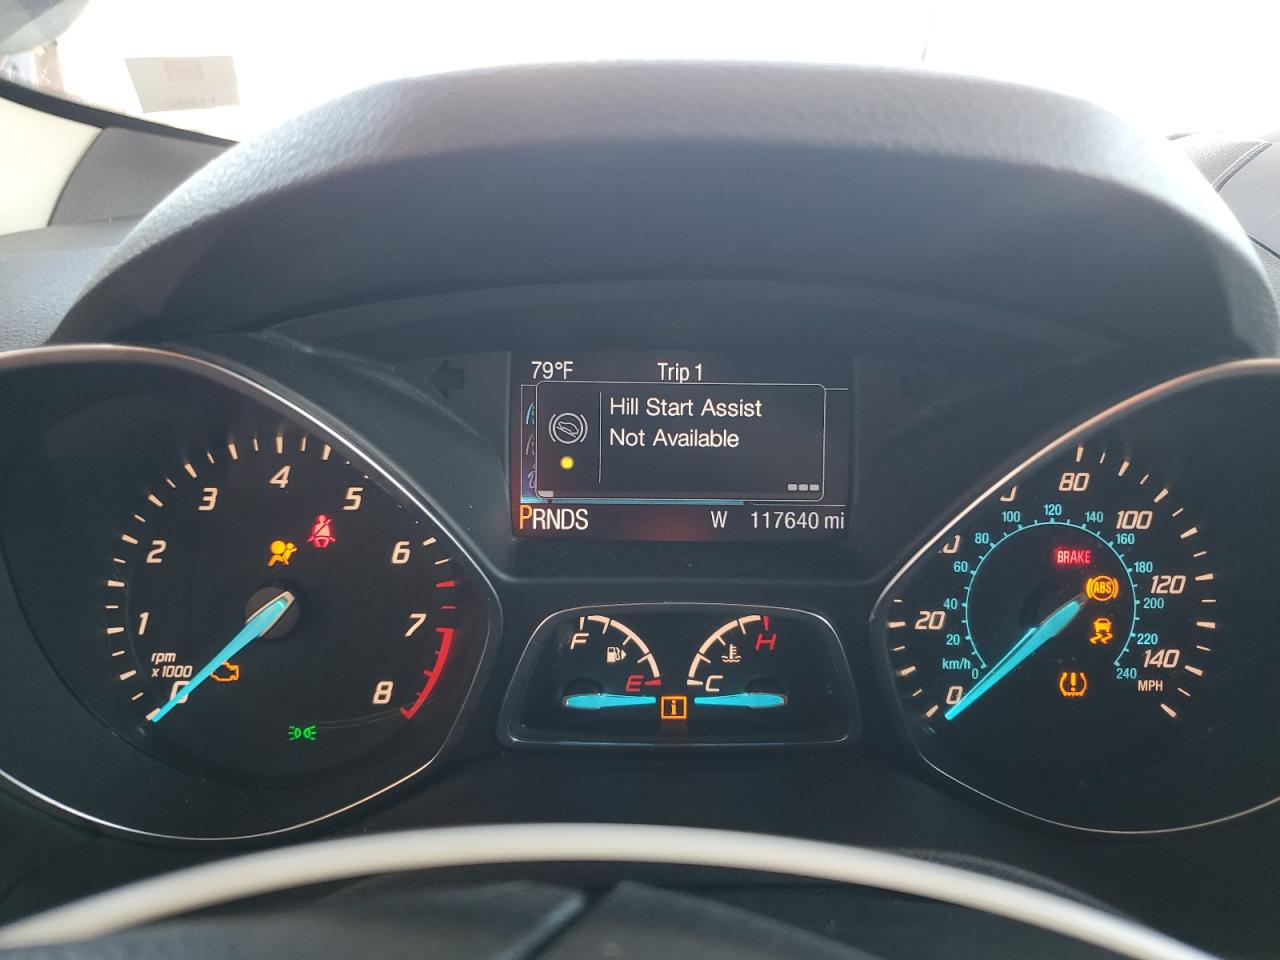 79°F Trip 1
Hill Start Assist
Not Available
PRNDS W 117640 mi
0 1 2 3 4 5 6 7 8
rpm
x 1000
F E
C H
i
0 20 80 100 120 140
MPH
0 20 40 60 80 100 120 140 160 180 200 220 240
km/h
BRAKE
ABS